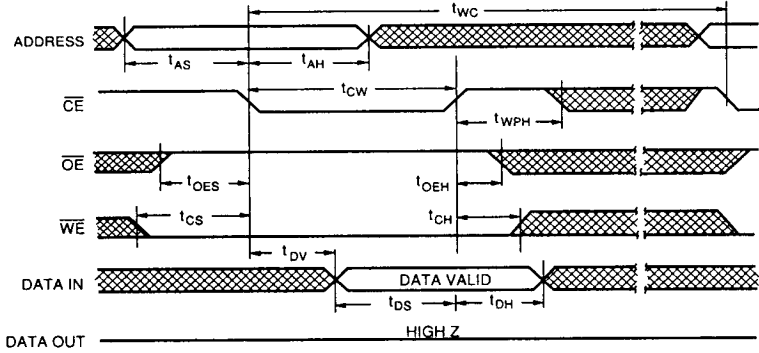 tWC
ADDRESS
tAS
tAH
tCW
CE
tWPH
OE
tOES
tOEH
tCS
tCH
WE
tDV
DATA IN
DATA VALID
tDS
tDH
HIGH Z
DATA OUT